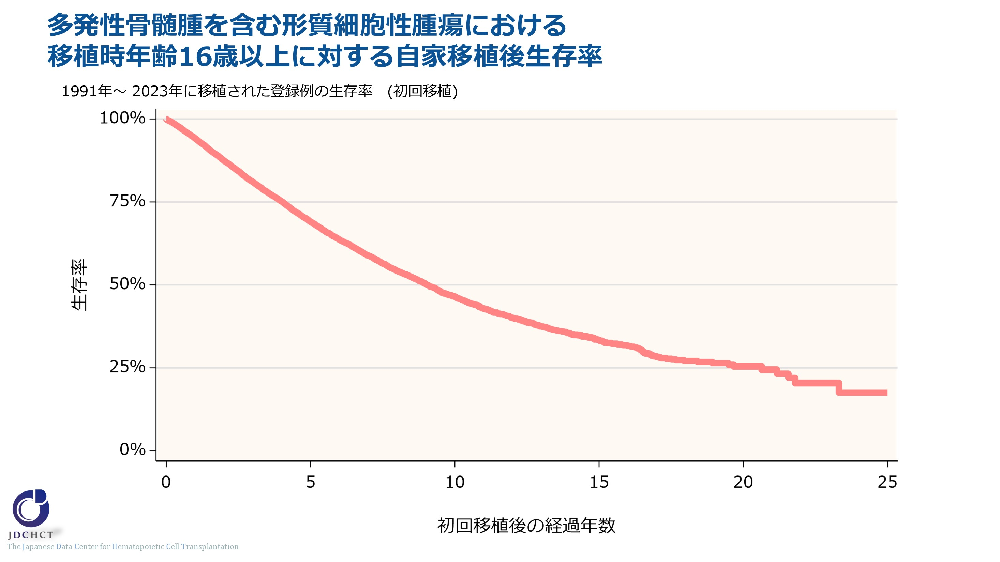 多発性骨髄腫を含む形質細胞性腫瘍における
移植時年齢16歳以上に対する自家移植後生存率
1991年～ 2023年に移植された登録例の生存率　(初回移植)
100%
75%
50%
25%
0%
生存率
0 5 10 15 20 25
初回移植後の経過年数
JDCHCT
The Japanese Data Center for Hematopoietic Cell Transplantation